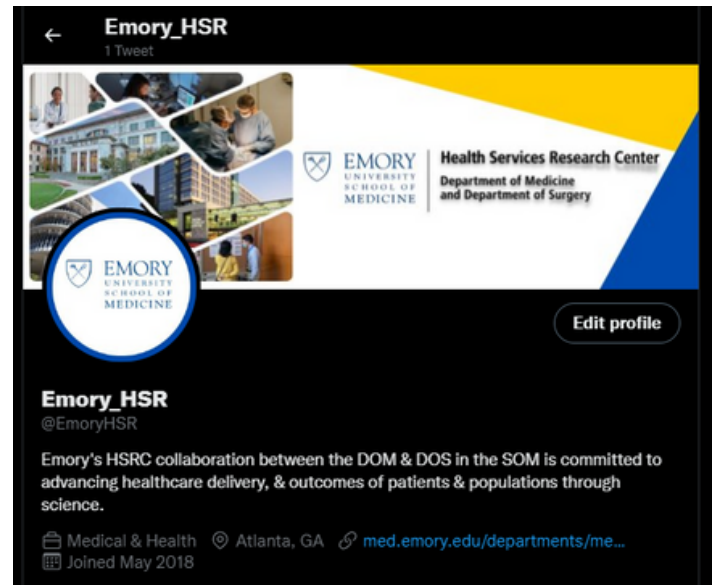 Emory_HSR
1 Tweet
EMORY
UNIVERSITY
SCHOOL OF
MEDICINE
Health Services Research Center
Department of Medicine
and Department of Surgery
EMORY
UNIVERSITY
SCHOOL OF
MEDICINE
Edit profile
Emory_HSR
@EmoryHSR
Emory's HSRC collaboration between the DOM & DOS in the SOM is committed to
advancing healthcare delivery, & outcomes of patients & populations through
science.
Medical & Health Atlanta, GA med.emory.edu/departments/me...
Joined May 2018